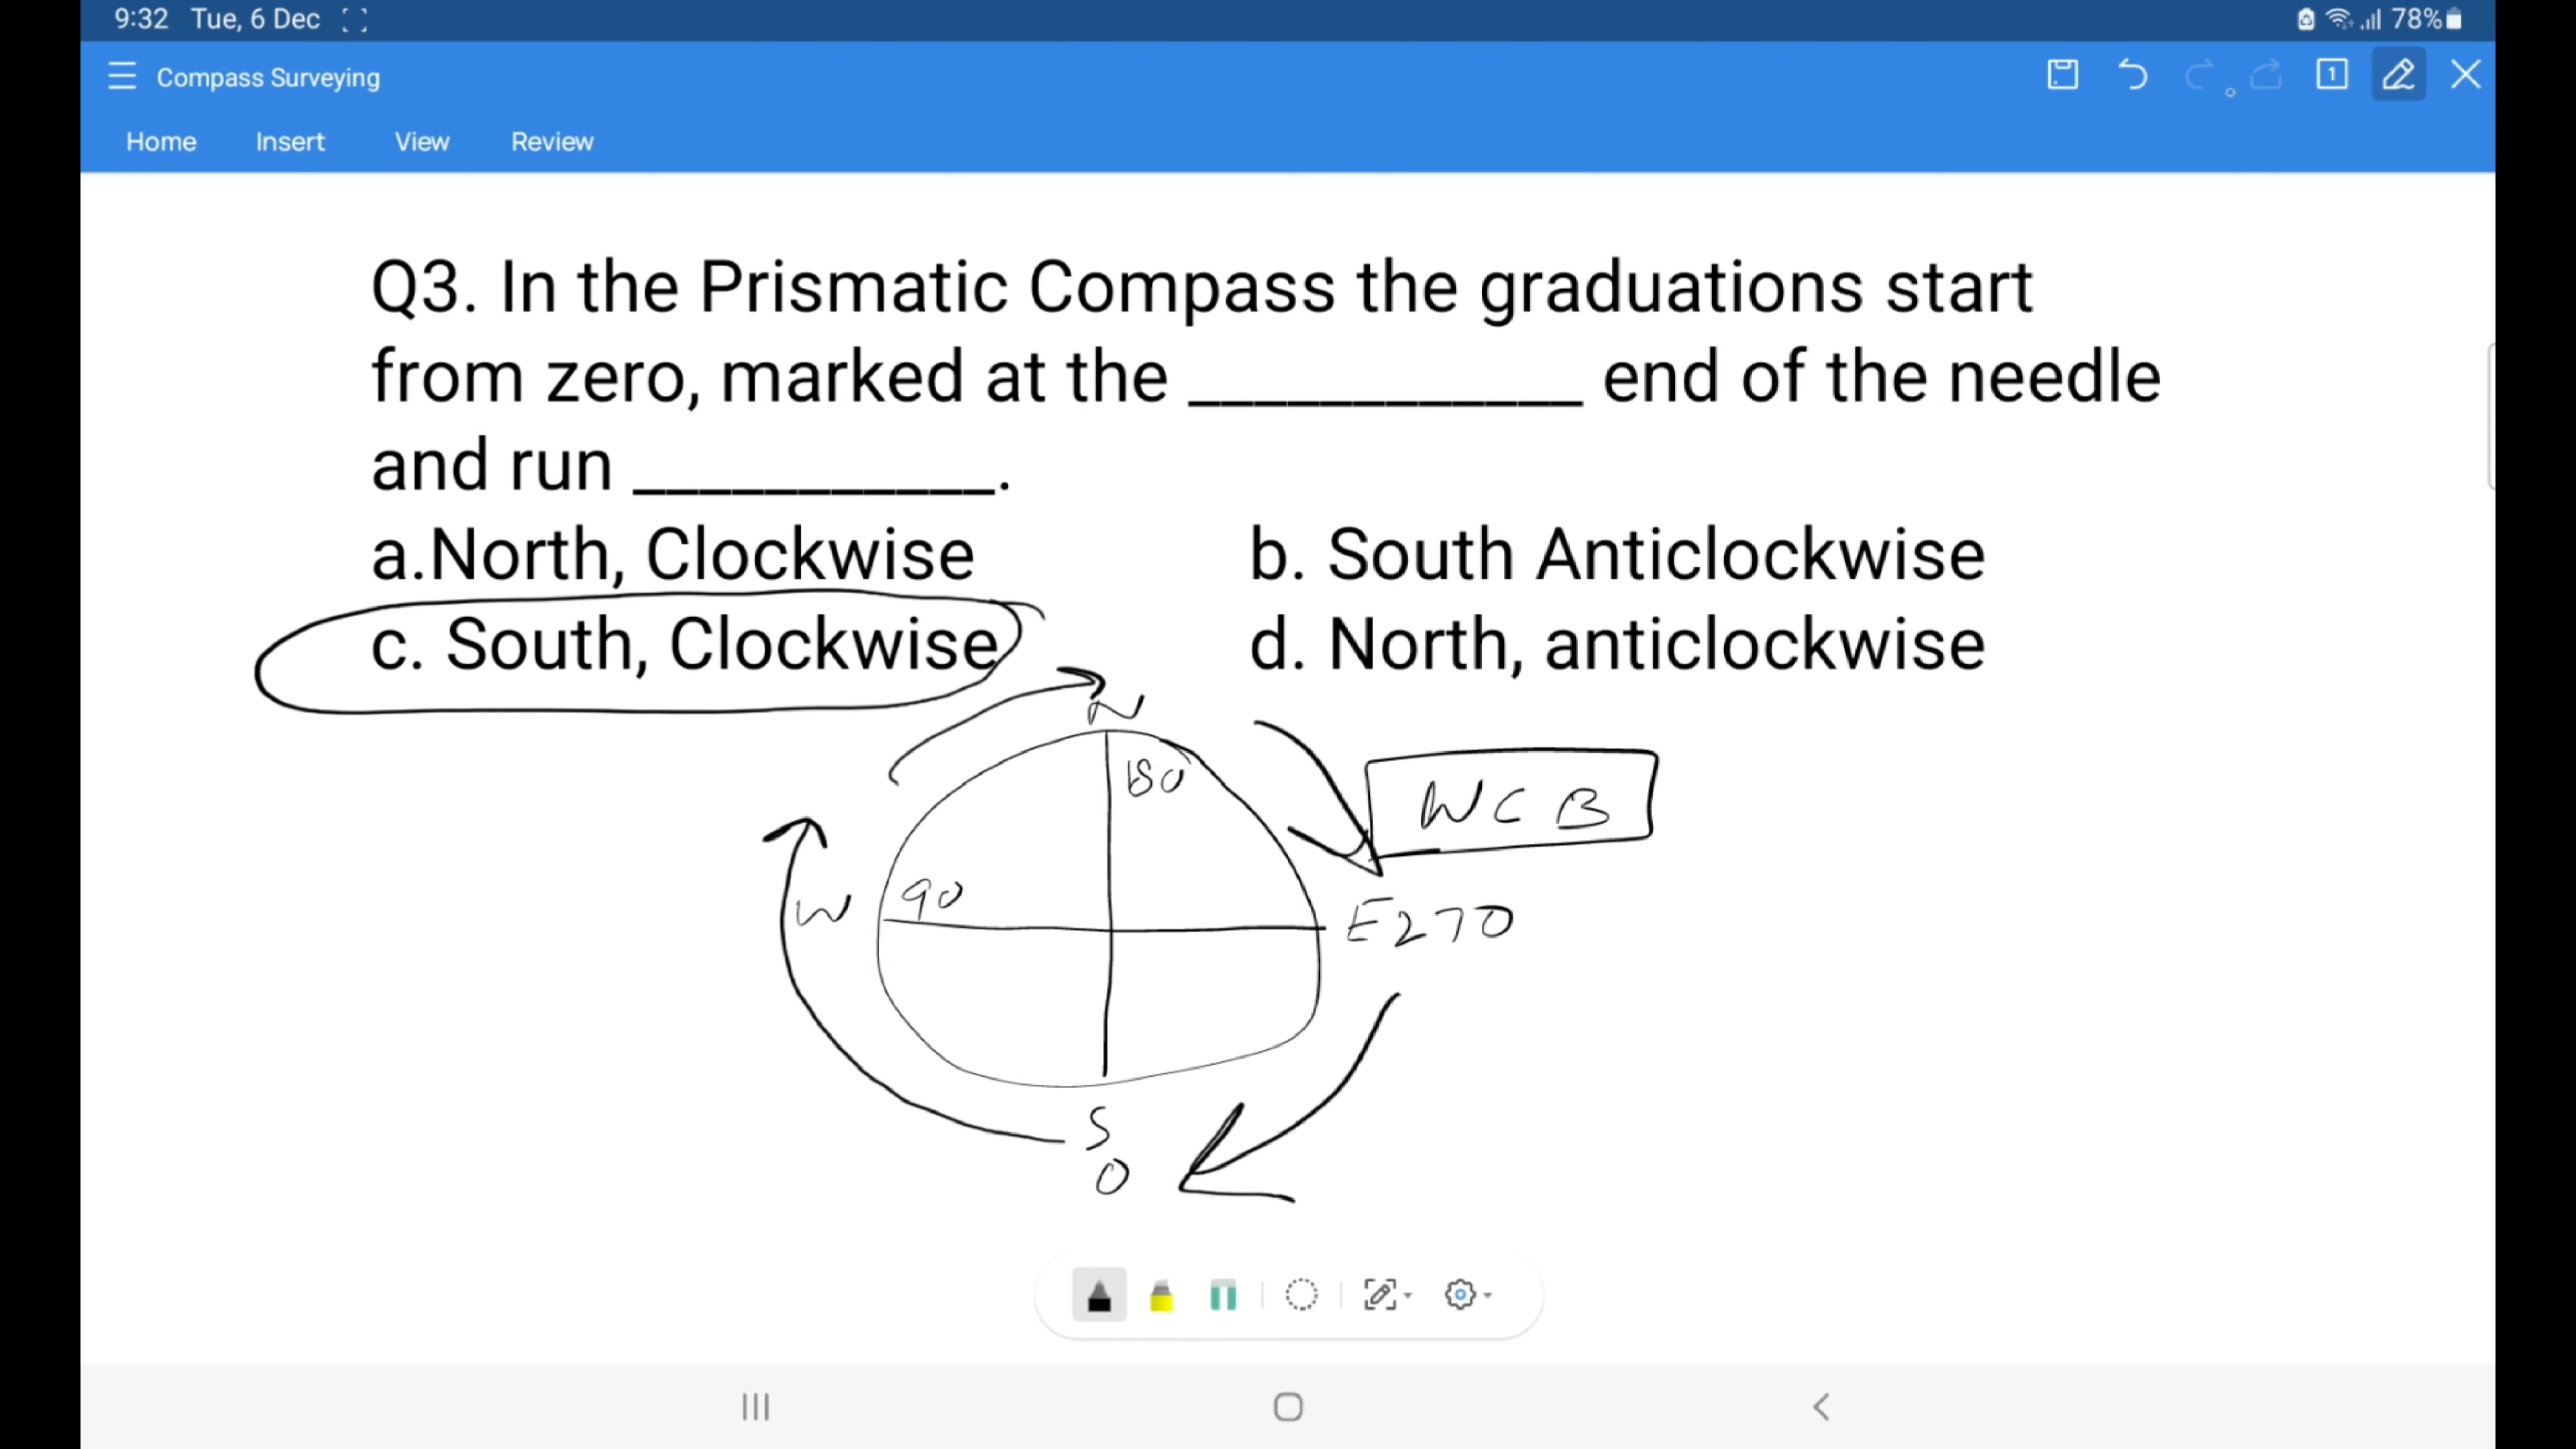 9:32 Tue, 6 Dec
78%
Compass Surveying
1
Home Insert View Review
Q3. In the Prismatic Compass the graduations start
from zero, marked at the ____________ end of the needle
and run ___________.
a.North, Clockwise b. South Anticlockwise
c. South, Clockwise d. North, anticlockwise
N
180
WCB
90
W
E 270
S
0